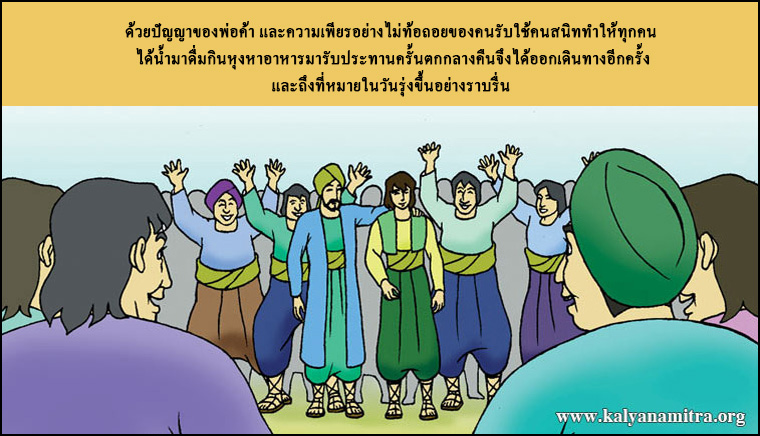 ด้วยปัญญาของพ่อค้า และความเพียรอย่างไม่ท้อถอยของคนรับใช้คนสนิททำให้ทุกคน
ได้น้ำมาดื่มกินหุงหาอาหารมารับประทานครั้นตกกลางคืนจึงได้ออกเดินทางอีกครั้ง
และถึงที่หมายในวันรุ่งขึ้นอย่างราบรื่น
www.kalyanamitra.org